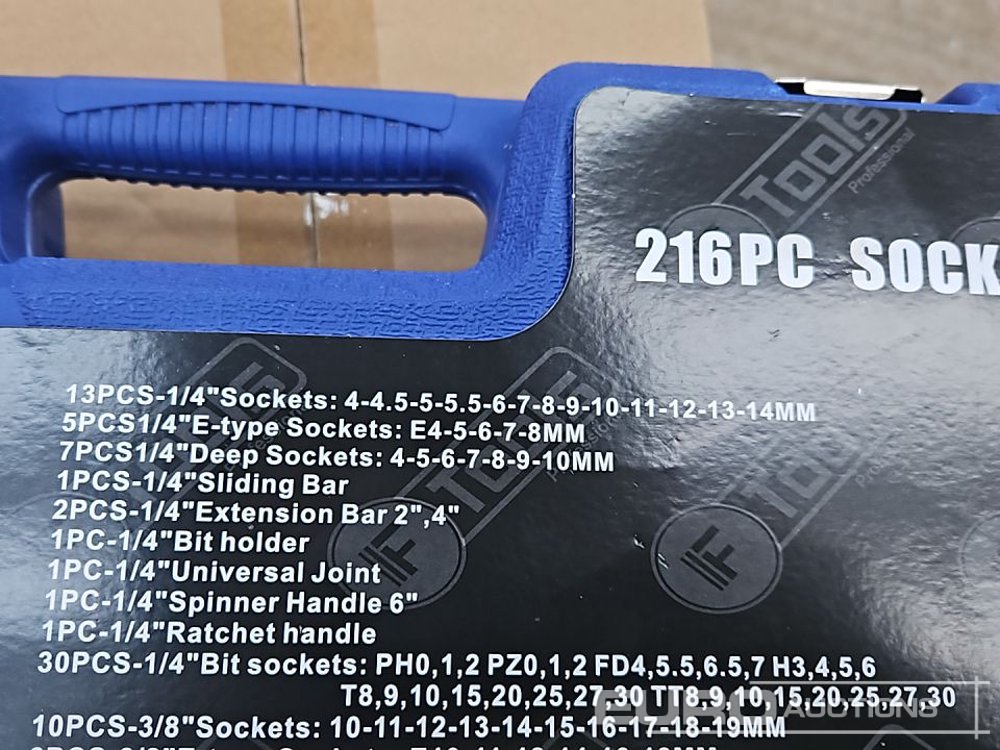 Tools
Professional
216PC SOCK
13PCS-1/4"Sockets: 4-4.5-5-5.5-6-7-8-9-10-11-12-13-14MM
5PCS1/4"E-type Sockets: E4-5-6-7-8MM
7PCS1/4"Deep Sockets: 4-5-6-7-8-9-10MM
1PCS-1/4"Sliding Bar
2PCS-1/4"Extension Bar 2",4"
1PC-1/4"Bit holder
1PC-1/4"Universal Joint
1PC-1/4"Spinner Handle 6"
1PC-1/4"Ratchet handle
30PCS-1/4"Bit sockets: PH0,1,2 PZ0,1,2 FD4,5.5,6.5,7 H3,4,5,6
T8,9,10,15,20,25,27,30 TT8,9,10,15,20,25,27,30
10PCS-3/8"Sockets: 10-11-12-13-14-15-16-17-18-19MM
EURO AUCTIONS